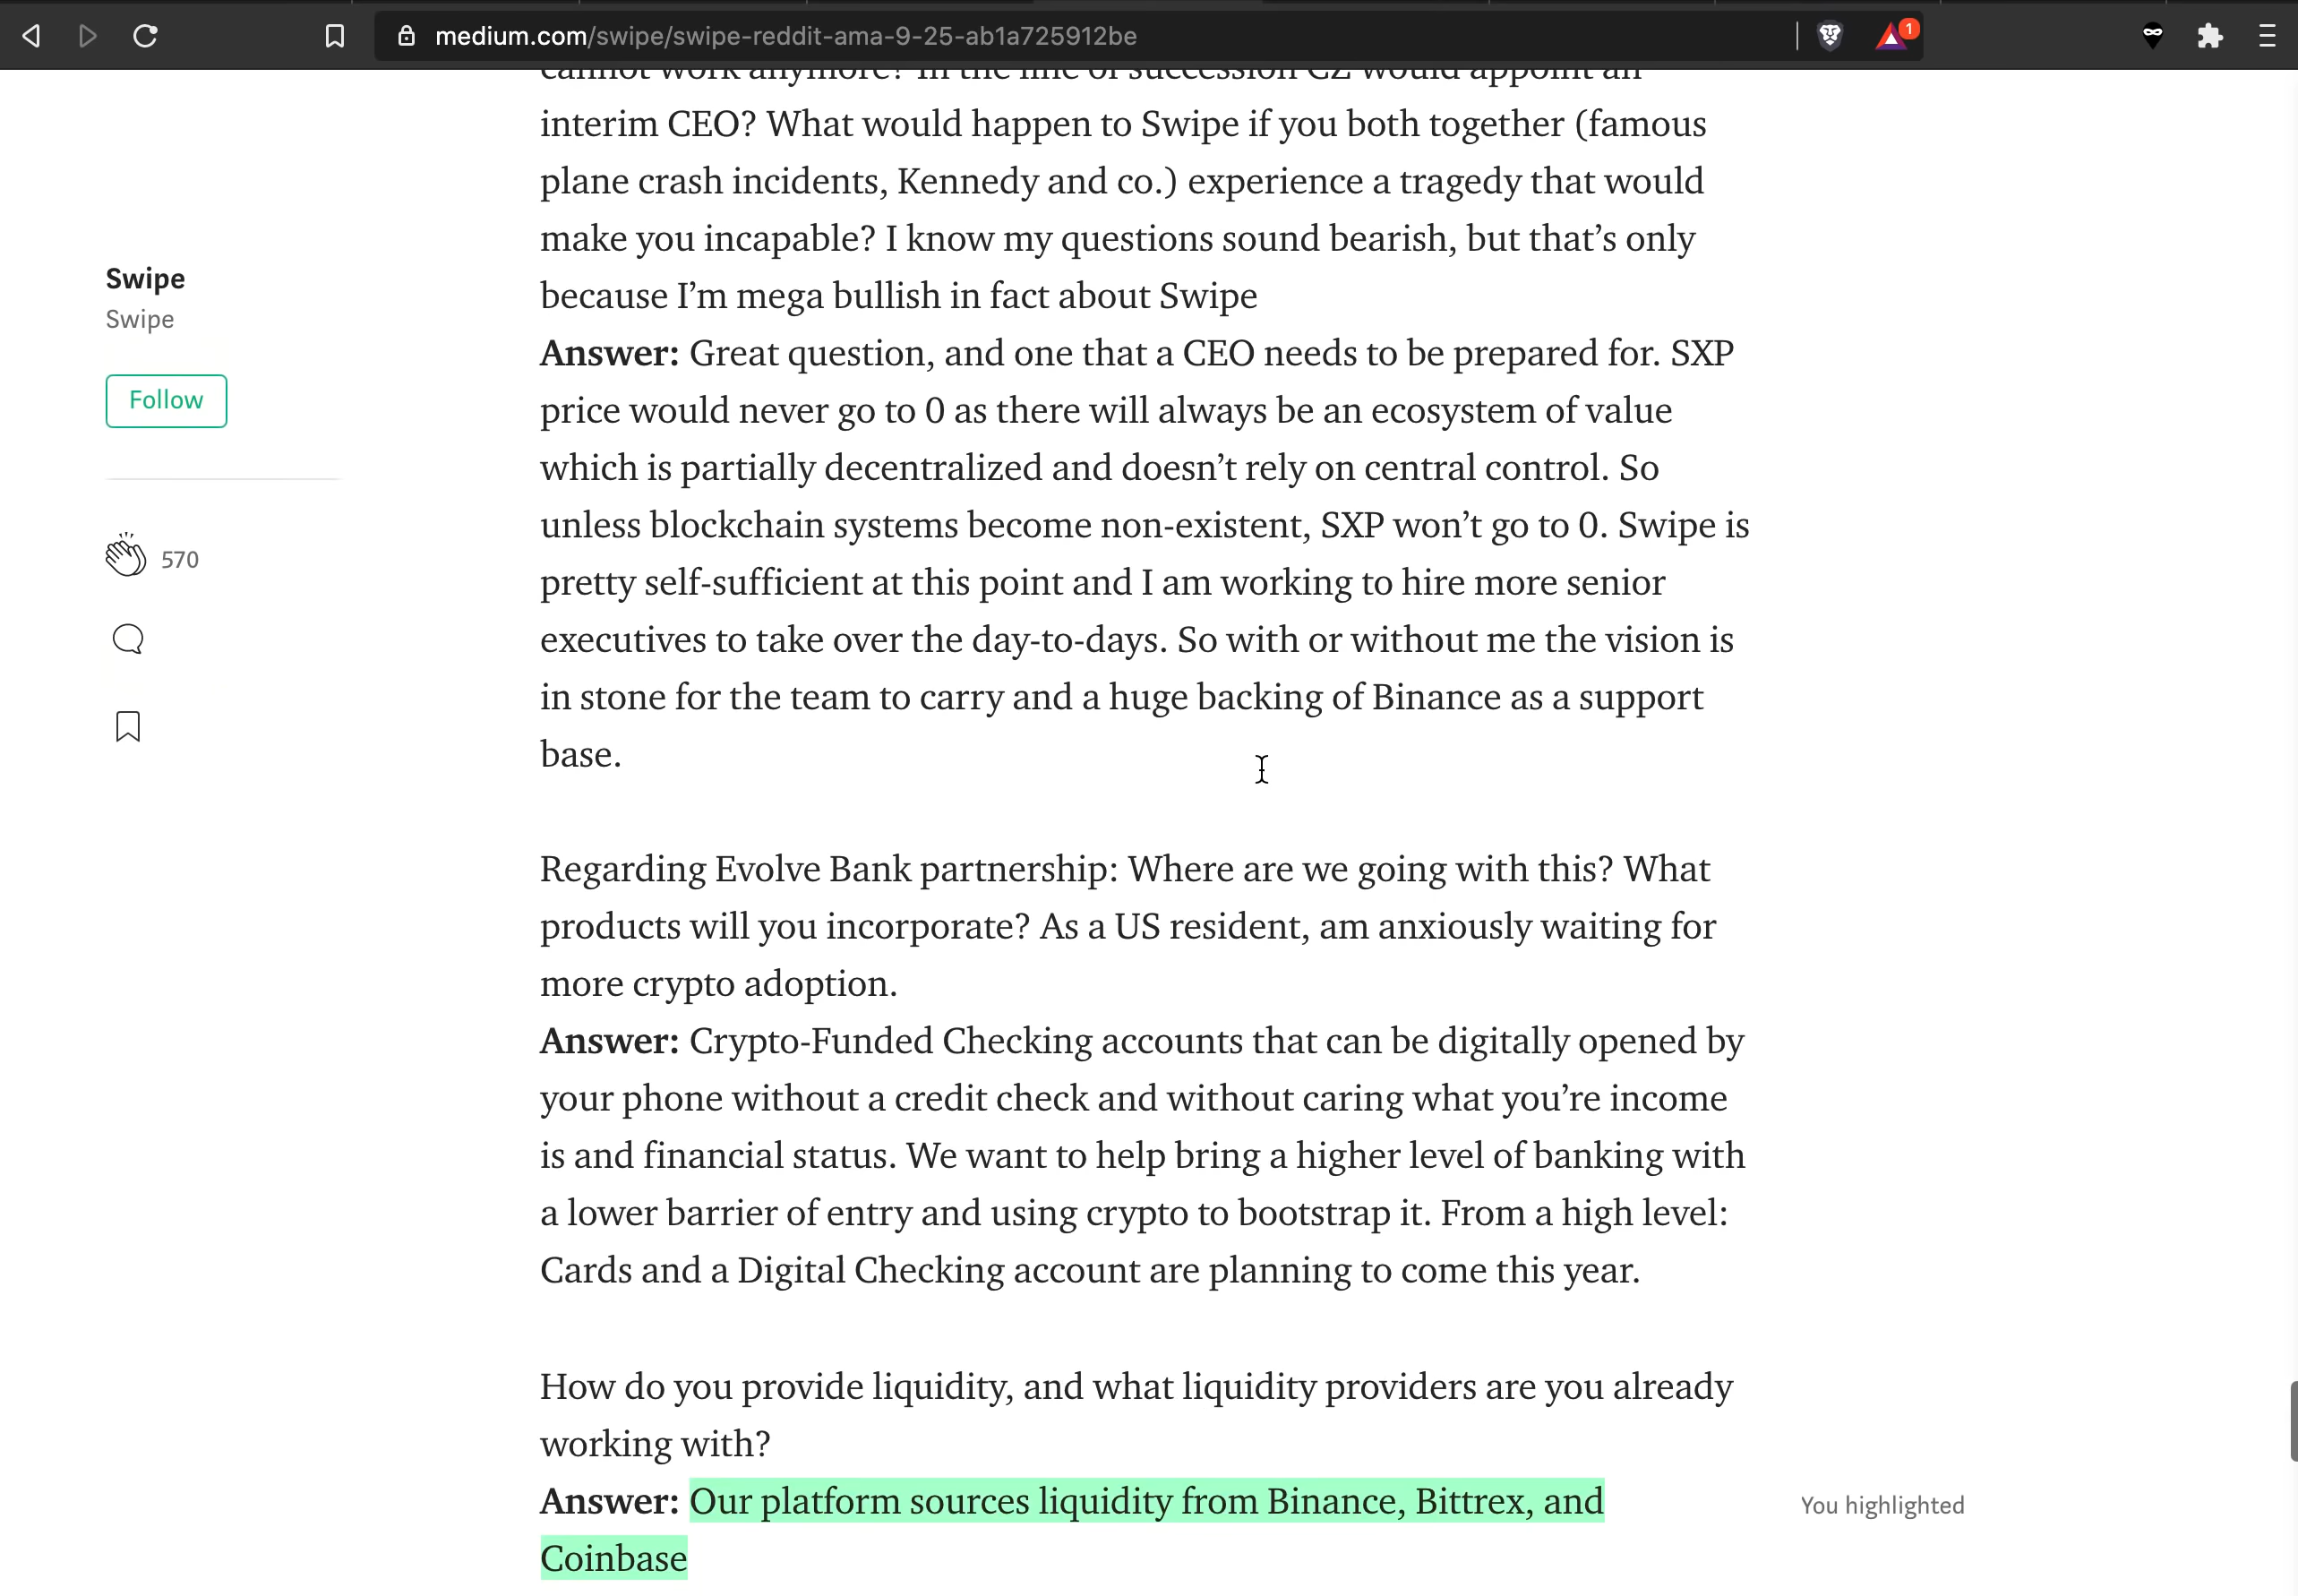 medium.com/swipe/swipe-reddit-ama-9-25-ab1a725912be
1
cannot work anymore? In the line of succession CZ would appoint an
interim CEO? What would happen to Swipe if you both together (famous
plane crash incidents, Kennedy and co.) experience a tragedy that would
make you incapable? I know my questions sound bearish, but that’s only
because I’m mega bullish in fact about Swipe
Swipe
Swipe
Follow
570
Answer: Great question, and one that a CEO needs to be prepared for. SXP
price would never go to 0 as there will always be an ecosystem of value
which is partially decentralized and doesn’t rely on central control. So
unless blockchain systems become non-existent, SXP won’t go to 0. Swipe is
pretty self-sufficient at this point and I am working to hire more senior
executives to take over the day-to-days. So with or without me the vision is
in stone for the team to carry and a huge backing of Binance as a support
base.
Regarding Evolve Bank partnership: Where are we going with this? What
products will you incorporate? As a US resident, am anxiously waiting for
more crypto adoption.
Answer: Crypto-Funded Checking accounts that can be digitally opened by
your phone without a credit check and without caring what you’re income
is and financial status. We want to help bring a higher level of banking with
a lower barrier of entry and using crypto to bootstrap it. From a high level:
Cards and a Digital Checking account are planning to come this year.
How do you provide liquidity, and what liquidity providers are you already
working with?
Answer: Our platform sources liquidity from Binance, Bittrex, and
Coinbase
You highlighted